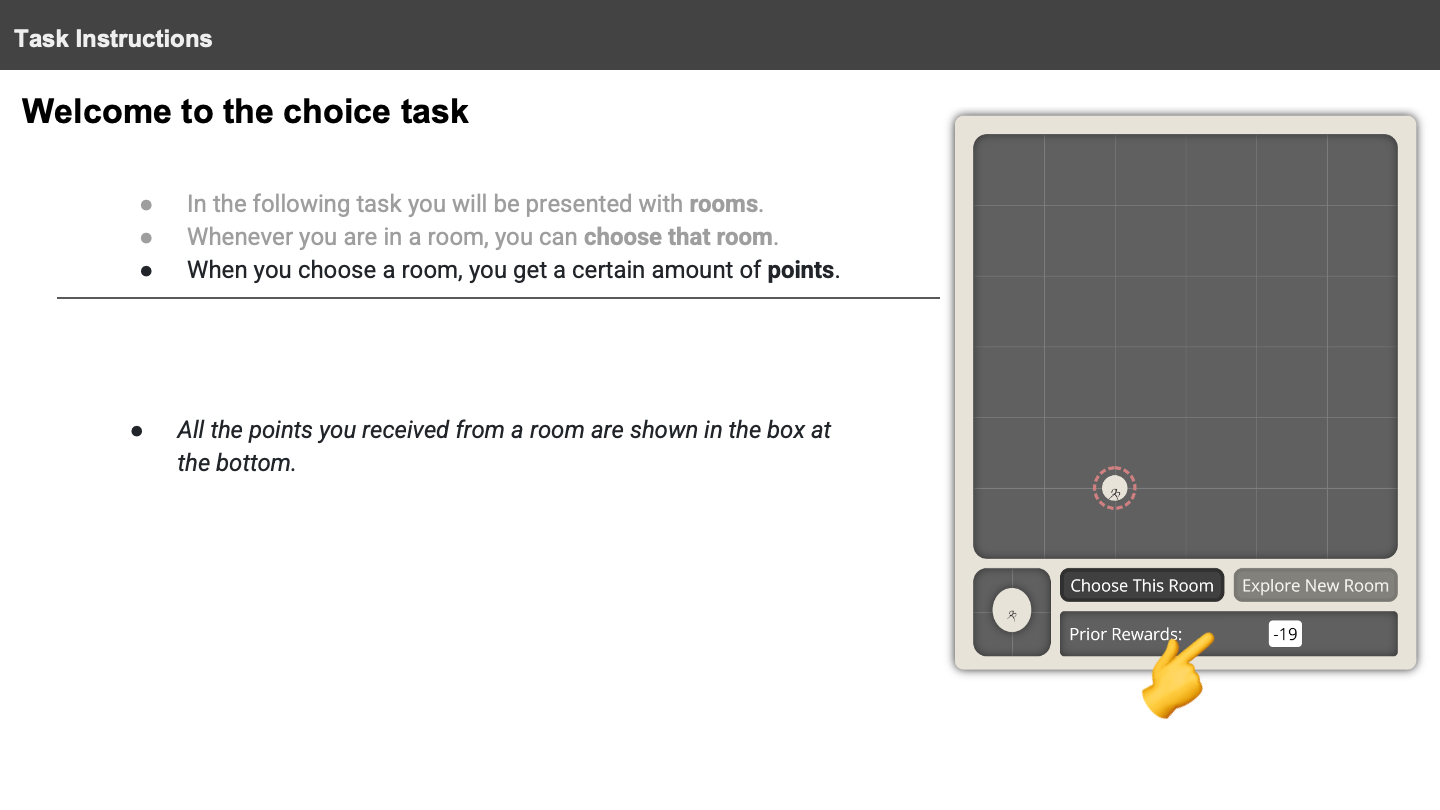 Task Instructions
Welcome to the choice task
● In the following task you will be presented with rooms.
● Whenever you are in a room, you can choose that room.
● When you choose a room, you get a certain amount of points.
● All the points you received from a room are shown in the box at
the bottom.
Choose This Room
Explore New Room
Prior Rewards:
-19